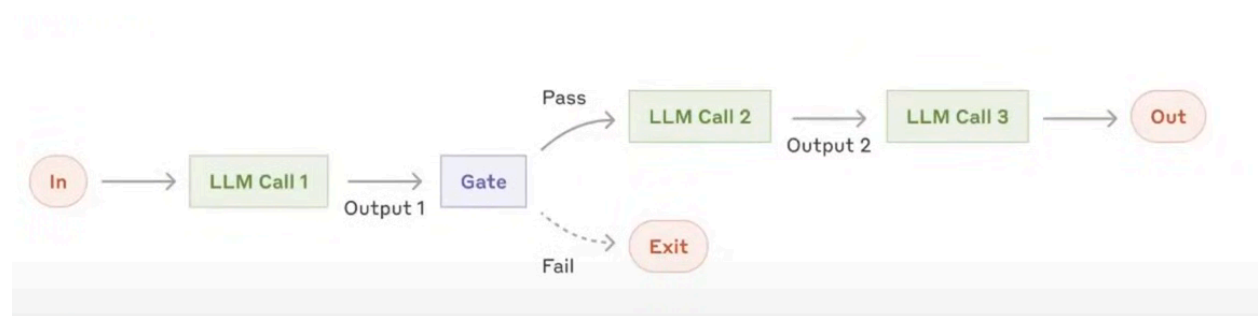 In
LLM Call 1
Output 1
Gate
Pass
LLM Call 2
Output 2
LLM Call 3
Out
Fail
Exit